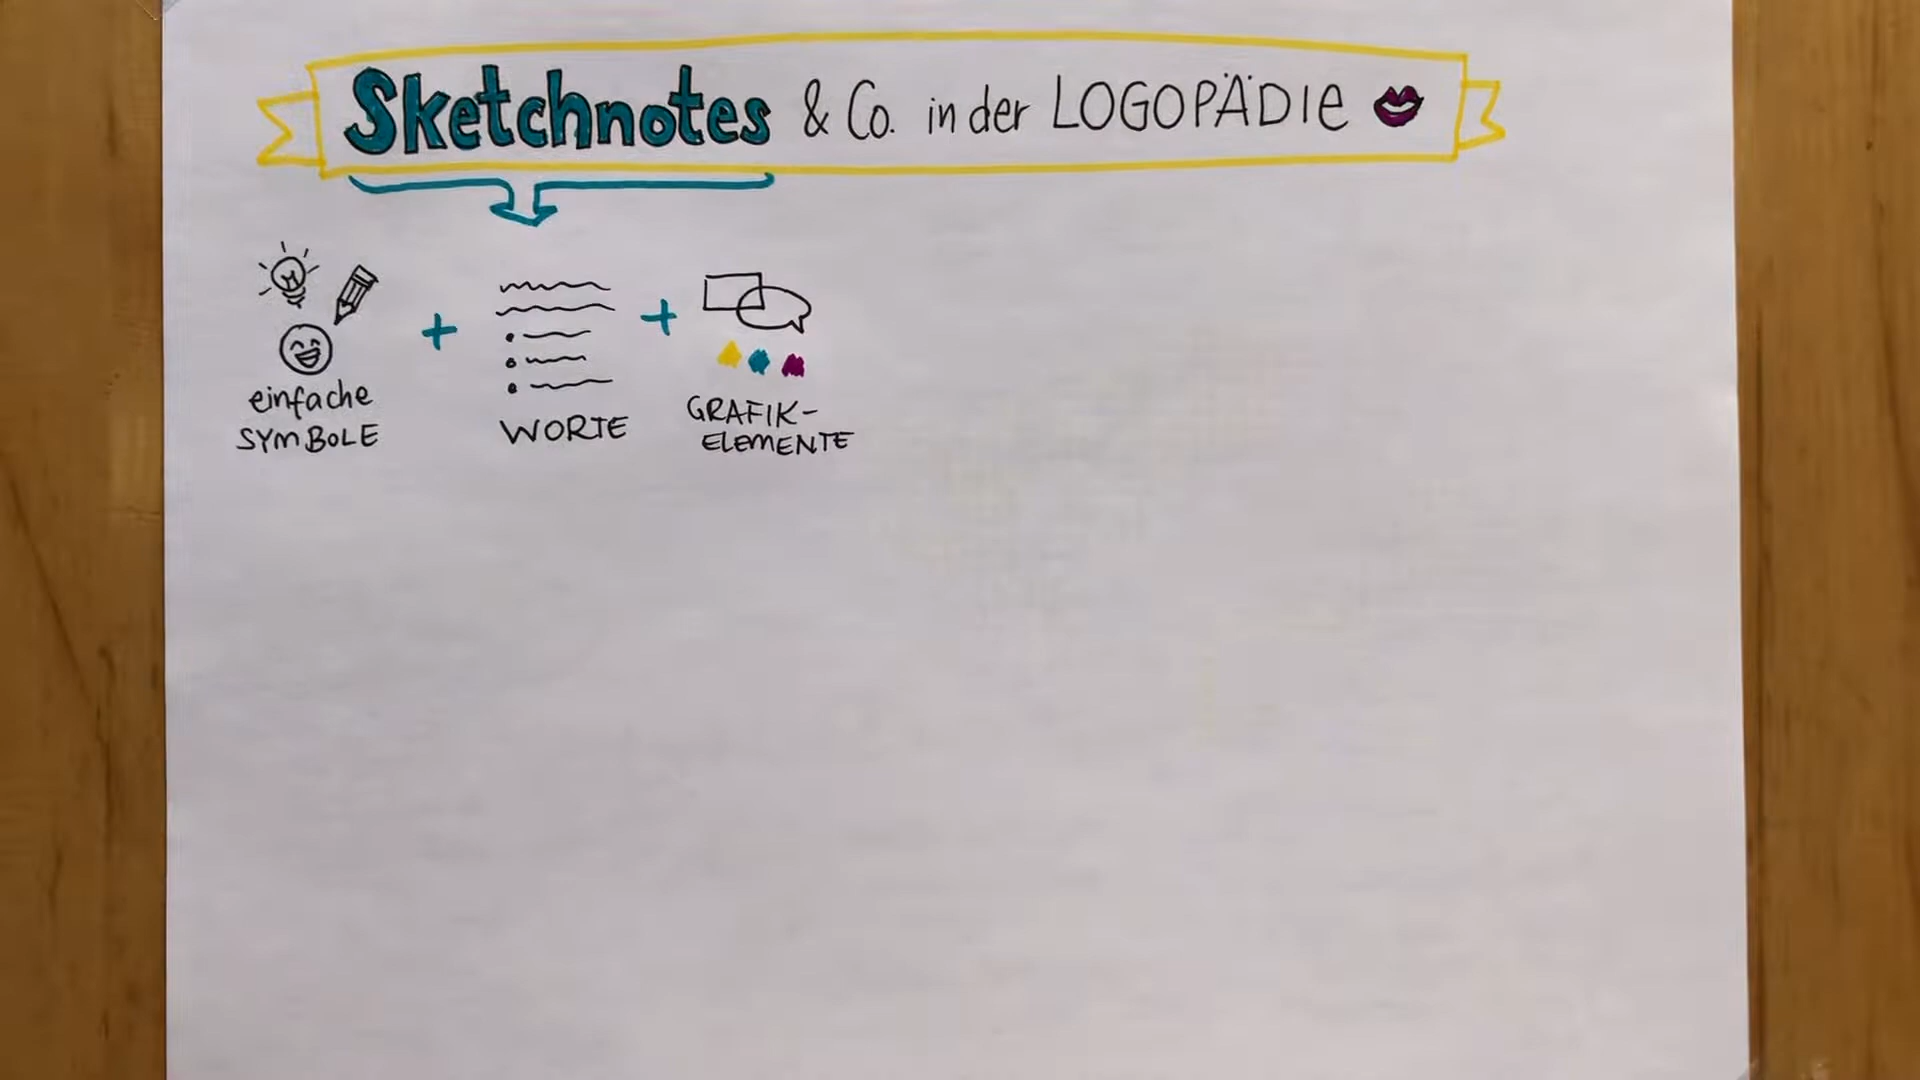 Sketchnotes & Co. in der LOGOPÄDIE
einfache
SYMBOLE
+
WORTE
+
GRAFIK-
ELEMENTE